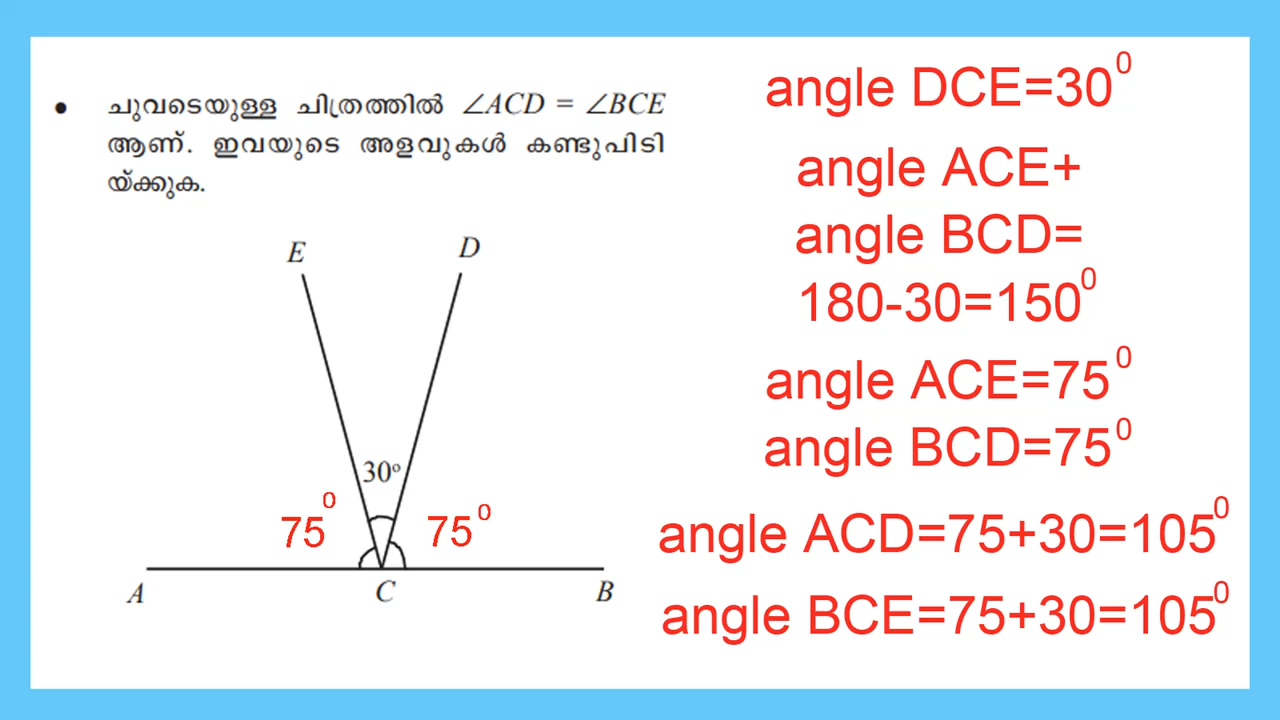 • ചുവടെയുള്ള ചിത്രത്തിൽ ∠ACD = ∠BCE
ആണ്. ഇവയുടെ അളവുകൾ കണ്ടുപിടി
യ്ക്കുക.
E
D
30°
75⁰
75⁰
A
C
B
angle DCE=30⁰
angle ACE+
angle BCD=
180-30=150⁰
angle ACE=75⁰
angle BCD=75⁰
angle ACD=75+30=105⁰
angle BCE=75+30=105⁰